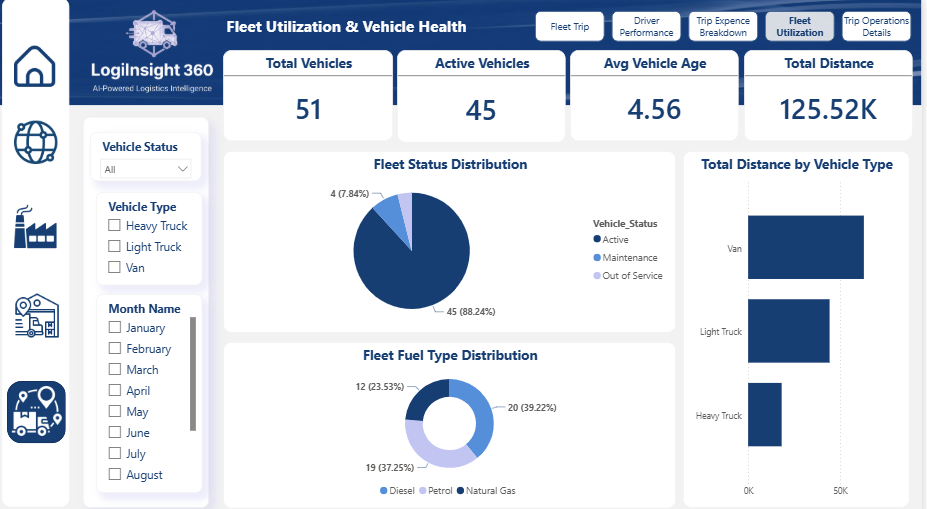 LogiInsight 360
AI-Powered Logistics Intelligence
Fleet Utilization & Vehicle Health
Fleet Trip
Driver
Performance
Trip Expence
Breakdown
Fleet
Utilization
Trip Operations
Details
Total Vehicles
51
Active Vehicles
45
Avg Vehicle Age
4.56
Total Distance
125.52K
Vehicle Status
All
Vehicle Type
Heavy Truck
Light Truck
Van
Month Name
January
February
March
April
May
June
July
August
Fleet Status Distribution
4 (7.84%)
45 (88.24%)
Vehicle_Status
Active
Maintenance
Out of Service
Fleet Fuel Type Distribution
12 (23.53%)
20 (39.22%)
19 (37.25%)
Diesel Petrol Natural Gas
Total Distance by Vehicle Type
Van
Light Truck
Heavy Truck
0K 50K